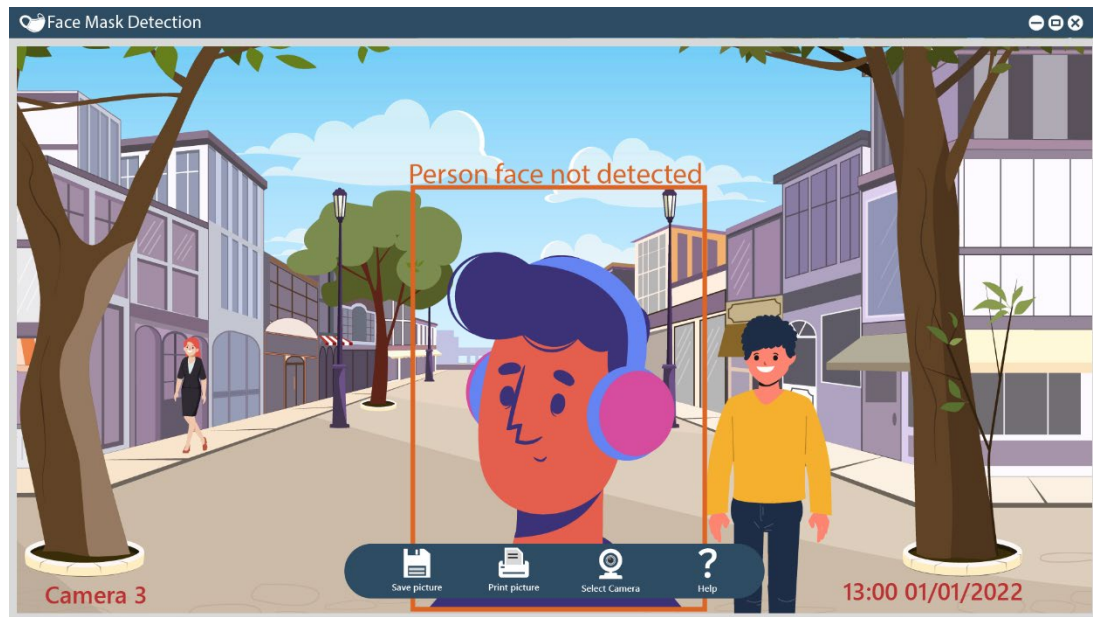 Face Mask Detection
Person face not detected
Save picture
Print picture
Select Camera
Help
Camera 3
13:00 01/01/2022